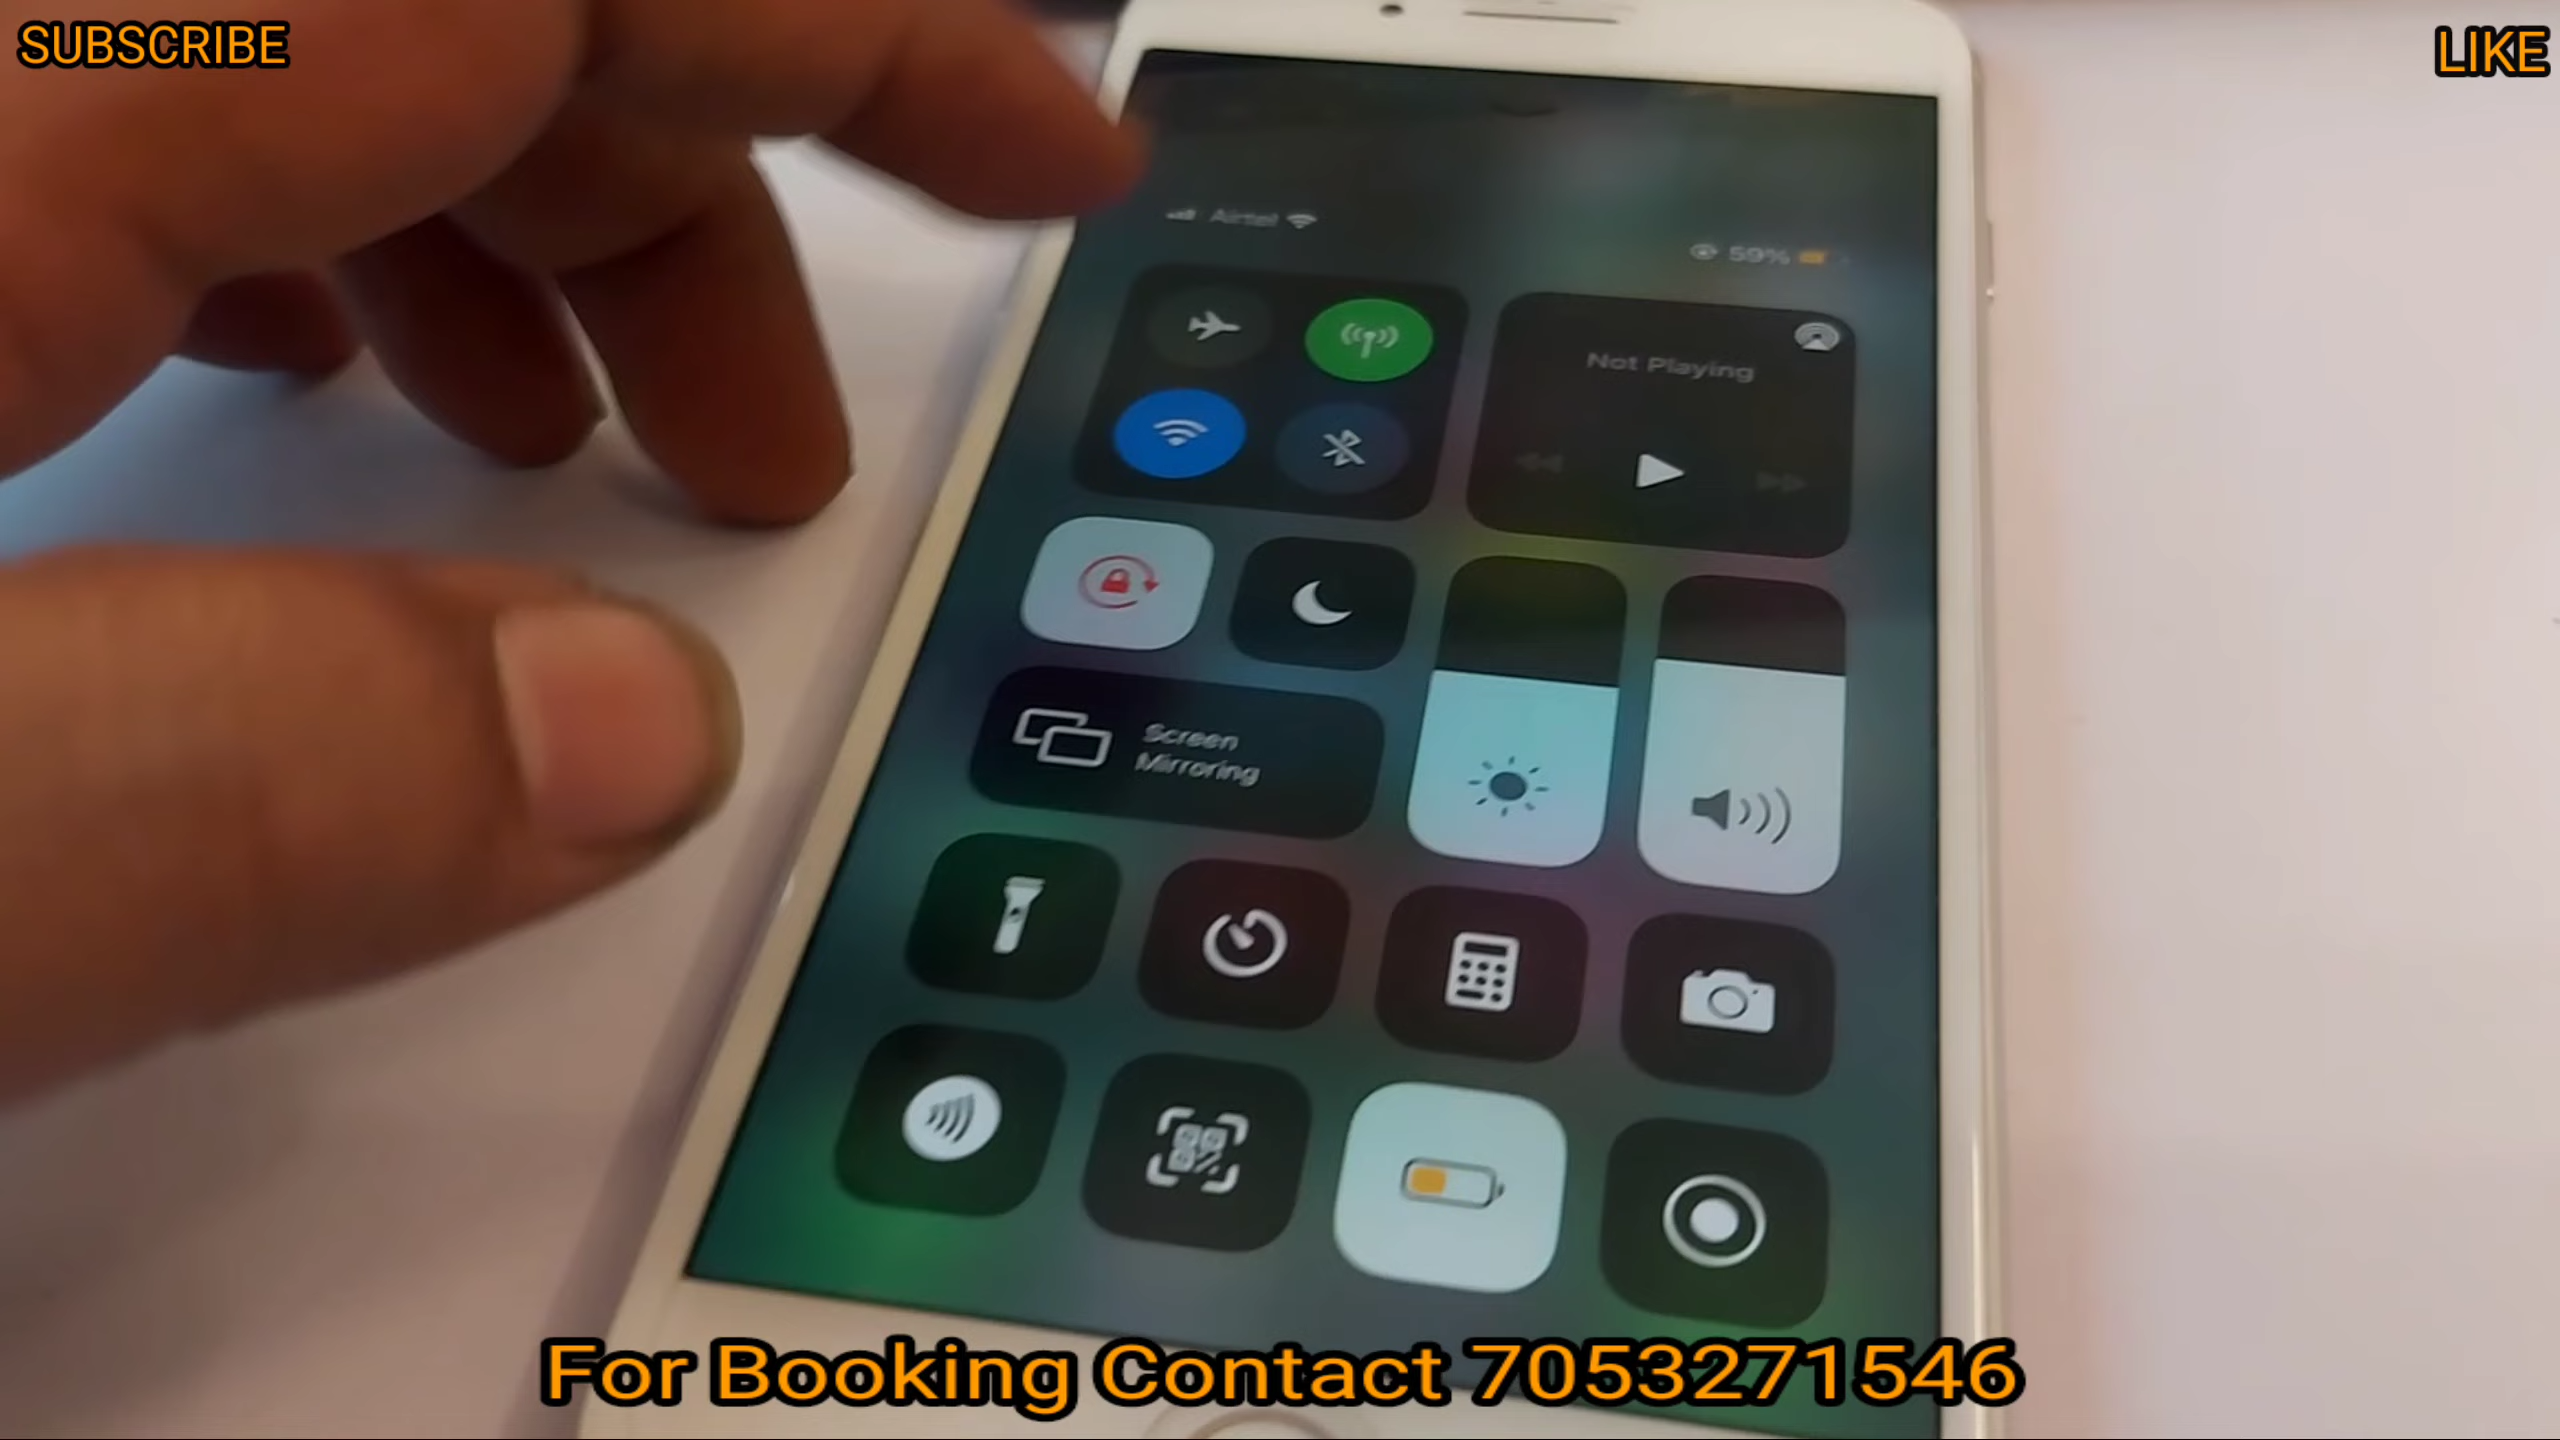 SUBSCRIBE
LIKE
Airtel
59%
Not Playing
Screen
Mirroring
For Booking Contact 7053271546